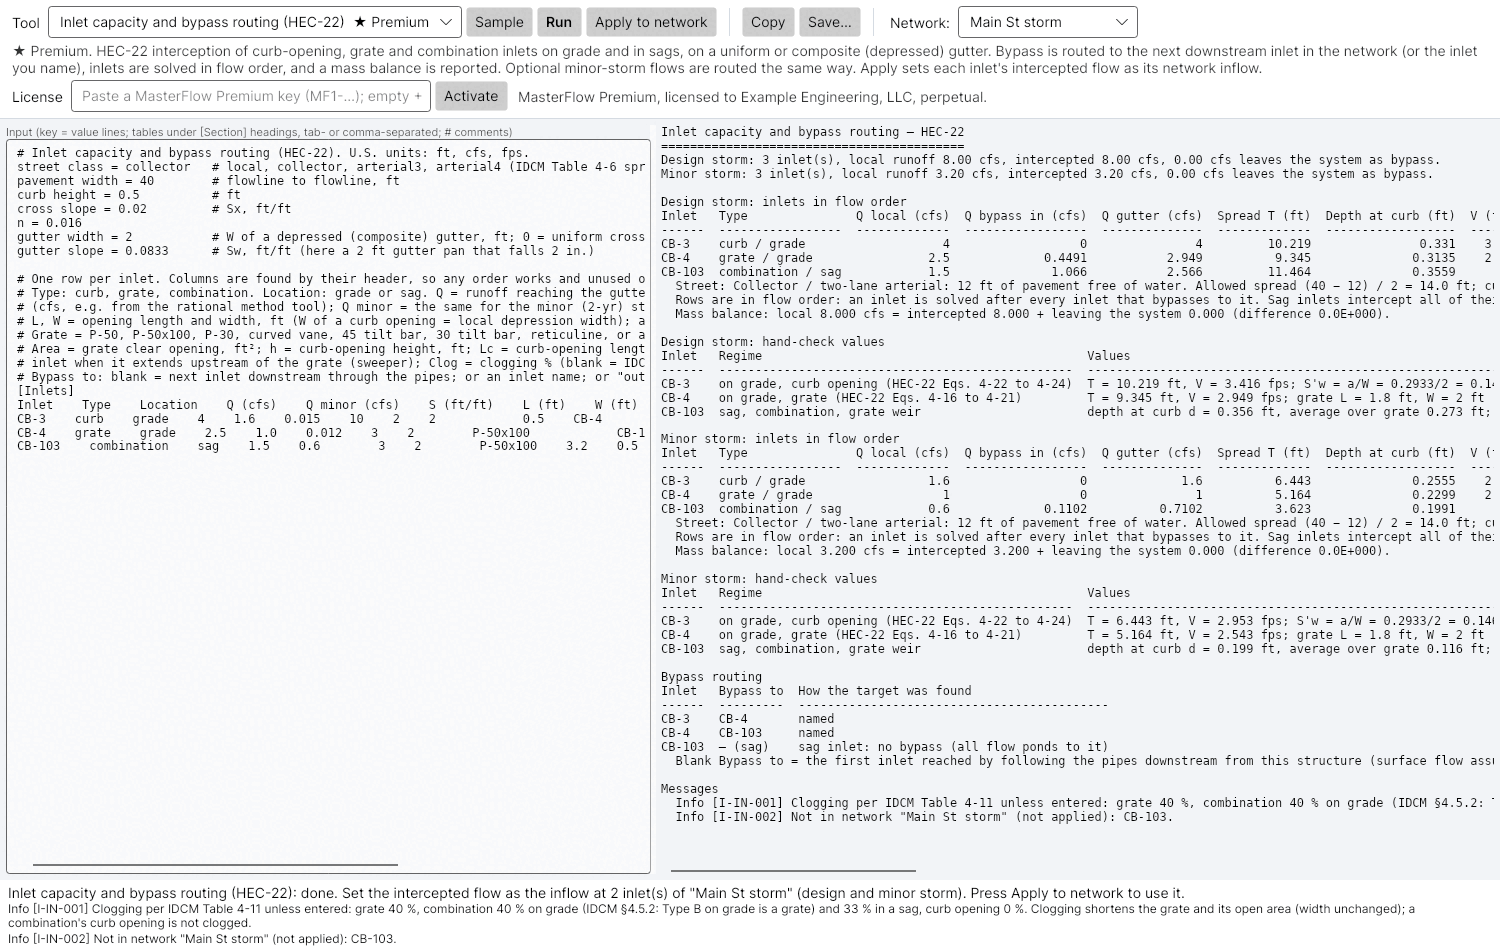 Tool Inlet capacity and bypass routing (HEC-22) ★ Premium Sample Run Apply to network Copy Save... Network: Main St storm
★ Premium. HEC-22 interception of curb-opening, grate and combination inlets on grade and in sags, on a uniform or composite (depressed) gutter. Bypass is routed to the next downstream inlet in the network (or the inlet
you name), inlets are solved in flow order, and a mass balance is reported. Optional minor-storm flows are routed the same way. Apply sets each inlet's intercepted flow as its network inflow.
License Paste a MasterFlow Premium key (MF1-...); empty + Activate MasterFlow Premium, licensed to Example Engineering, LLC, perpetual.
Input (key = value lines; tables under [Section] headings, tab- or comma-separated; # comments)
# Inlet capacity and bypass routing (HEC-22). U.S. units: ft, cfs, fps.
street class = collector # local, collector, arterial3, arterial4 (IDCM Table 4-6 spr
pavement width = 40 # flowline to flowline, ft
curb height = 0.5 # ft
cross slope = 0.02 # Sx, ft/ft
n = 0.016
gutter width = 2 # W of a depressed (composite) gutter, ft; 0 = uniform cross
gutter slope = 0.0833 # Sw, ft/ft (here a 2 ft gutter pan that falls 2 in.)
# One row per inlet. Columns are found by their header, so any order works and unused o
# Type: curb, grate, combination. Location: grade or sag. Q = runoff reaching the gutte
# (cfs, e.g. from the rational method tool); Q minor = the same for the minor (2-yr) st
# L, W = opening length and width, ft (W of a curb opening = local depression width); a
# Grate = P-50, P-50x100, P-30, curved vane, 45 tilt bar, 30 tilt bar, reticuline, or a
# Area = grate clear opening, ft²; h = curb-opening height, ft; Lc = curb-opening lengt
# inlet when it extends upstream of the grate (sweeper); Clog = clogging % (blank = IDC
# Bypass to: blank = next inlet downstream through the pipes; or an inlet name; or "out
[Inlets]
Inlet Type Location Q (cfs) Q minor (cfs) S (ft/ft) L (ft) W (ft)
CB-3 curb grade 4 1.6 0.015 10 2 2 0.5 CB-4
CB-4 grate grade 2.5 1.0 0.012 3 2 P-50x100 CB-1
CB-103 combination sag 1.5 0.6 3 2 P-50x100 3.2 0.5
Inlet capacity and bypass routing — HEC-22
==========================================
Design storm: 3 inlet(s), local runoff 8.00 cfs, intercepted 8.00 cfs, 0.00 cfs leaves the system as bypass.
Minor storm: 3 inlet(s), local runoff 3.20 cfs, intercepted 3.20 cfs, 0.00 cfs leaves the system as bypass.
Design storm: inlets in flow order
Inlet Type Q local (cfs) Q bypass in (cfs) Q gutter (cfs) Spread T (ft) Depth at curb (ft) V (
------ ----------------- ------------- ----------------- -------------- ------------- ------------------ ---
CB-3 curb / grade 4 0 4 10.219 0.331 3
CB-4 grate / grade 2.5 0.4491 2.949 9.345 0.3135 2
CB-103 combination / sag 1.5 1.066 2.566 11.464 0.3559
Street: Collector / two-lane arterial: 12 ft of pavement free of water. Allowed spread (40 − 12) / 2 = 14.0 ft; cu
Rows are in flow order: an inlet is solved after every inlet that bypasses to it. Sag inlets intercept all of thei
Mass balance: local 8.000 cfs = intercepted 8.000 + leaving the system 0.000 (difference 0.0E+000).
Design storm: hand-check values
Inlet Regime Values
------ ------------------------------------------------- ---------------------------------------------------------
CB-3 on grade, curb opening (HEC-22 Eqs. 4-22 to 4-24) T = 10.219 ft, V = 3.416 fps; S'w = a/W = 0.2933/2 = 0.14
CB-4 on grade, grate (HEC-22 Eqs. 4-16 to 4-21) T = 9.345 ft, V = 2.949 fps; grate L = 1.8 ft, W = 2 ft
CB-103 sag, combination, grate weir depth at curb d = 0.356 ft, average over grate 0.273 ft;
Minor storm: inlets in flow order
Inlet Type Q local (cfs) Q bypass in (cfs) Q gutter (cfs) Spread T (ft) Depth at curb (ft) V (
------ ----------------- ------------- ----------------- -------------- ------------- ------------------ ---
CB-3 curb / grade 1.6 0 1.6 6.443 0.2555 2
CB-4 grate / grade 1 0 1 5.164 0.2299 2
CB-103 combination / sag 0.6 0.1102 0.7102 3.623 0.1991
Street: Collector / two-lane arterial: 12 ft of pavement free of water. Allowed spread (40 − 12) / 2 = 14.0 ft; cu
Rows are in flow order: an inlet is solved after every inlet that bypasses to it. Sag inlets intercept all of thei
Mass balance: local 3.200 cfs = intercepted 3.200 + leaving the system 0.000 (difference 0.0E+000).
Minor storm: hand-check values
Inlet Regime Values
------ ------------------------------------------------- ---------------------------------------------------------
CB-3 on grade, curb opening (HEC-22 Eqs. 4-22 to 4-24) T = 6.443 ft, V = 2.953 fps; S'w = a/W = 0.2933/2 = 0.146
CB-4 on grade, grate (HEC-22 Eqs. 4-16 to 4-21) T = 5.164 ft, V = 2.543 fps; grate L = 1.8 ft, W = 2 ft
CB-103 sag, combination, grate weir depth at curb d = 0.199 ft, average over grate 0.116 ft;
Bypass routing
Inlet Bypass to How the target was found
------ --------- -------------------------------------------
CB-3 CB-4 named
CB-4 CB-103 named
CB-103 — (sag) sag inlet: no bypass (all flow ponds to it)
Blank Bypass to = the first inlet reached by following the pipes downstream from this structure (surface flow assu
Messages
Info [I-IN-001] Clogging per IDCM Table 4-11 unless entered: grate 40 %, combination 40 % on grade (IDCM §4.5.2: T
Info [I-IN-002] Not in network "Main St storm" (not applied): CB-103.
Inlet capacity and bypass routing (HEC-22): done. Set the intercepted flow as the inflow at 2 inlet(s) of "Main St storm" (design and minor storm). Press Apply to network to use it.
Info [I-IN-001] Clogging per IDCM Table 4-11 unless entered: grate 40 %, combination 40 % on grade (IDCM §4.5.2: Type B on grade is a grate) and 33 % in a sag, curb opening 0 %. Clogging shortens the grate and its open area (width unchanged); a
combination's curb opening is not clogged.
Info [I-IN-002] Not in network "Main St storm" (not applied): CB-103.